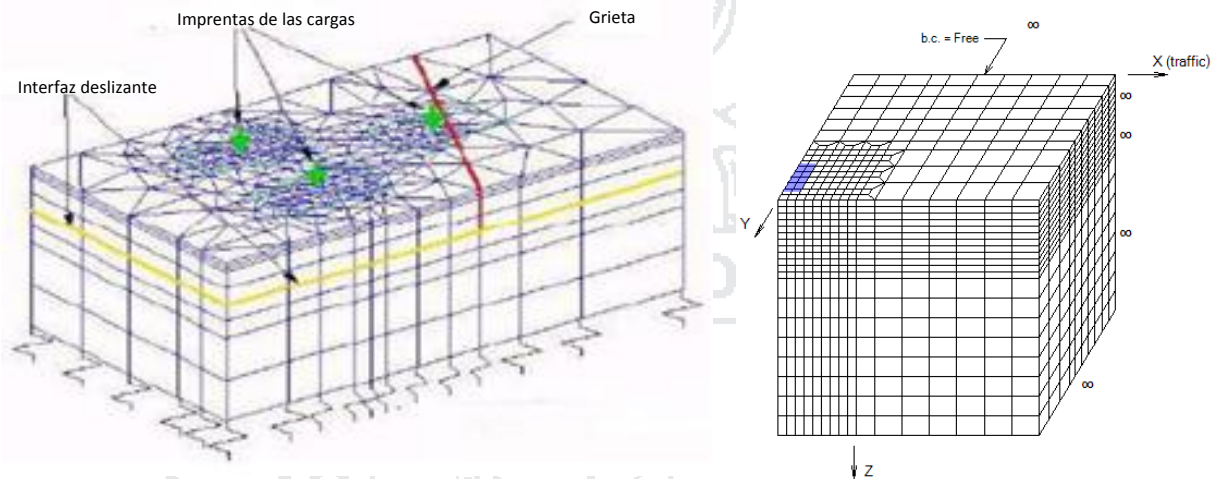 Imprentas de las cargas
Grieta
Interfaz deslizante
∞
b.c. = Free
X (traffic)
∞
∞
Y
∞
∞
Z